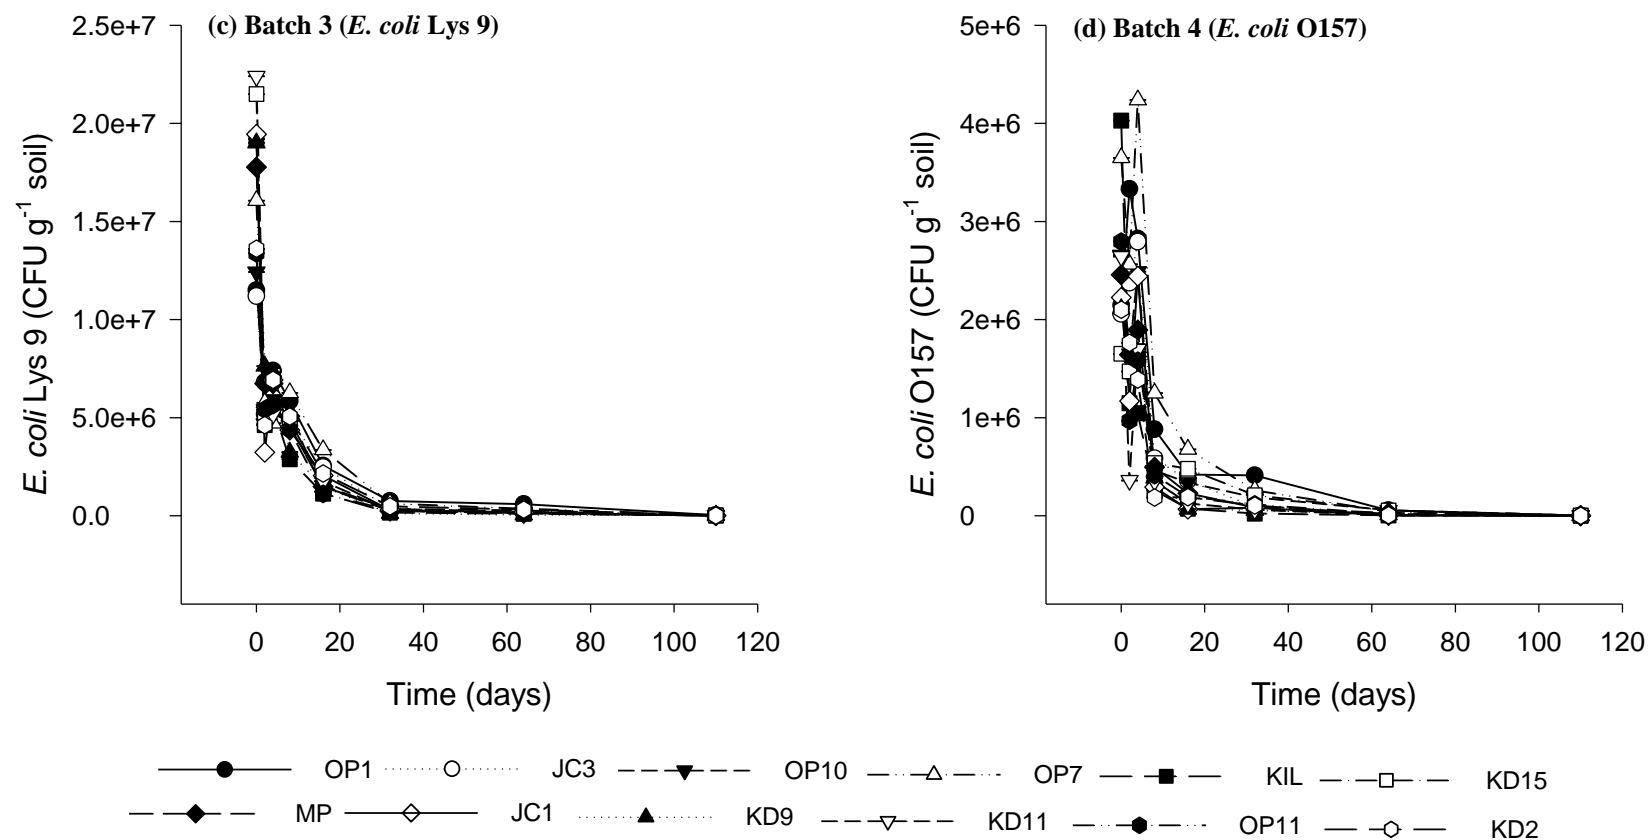 (c) Batch 3 (E. coli Lys 9)
2.5e+7
2.0e+7
1.5e+7
1.0e+7
5.0e+6
0.0
E. coli Lys 9 (CFU g-1 soil)
0 20 40 60 80 100 120
Time (days)
(d) Batch 4 (E. coli O157)
5e+6
4e+6
3e+6
2e+6
1e+6
0
E. coli O157 (CFU g-1 soil)
0 20 40 60 80 100 120
Time (days)
OP1 JC3 OP10 OP7 KIL KD15
MP JC1 KD9 KD11 OP11 KD2